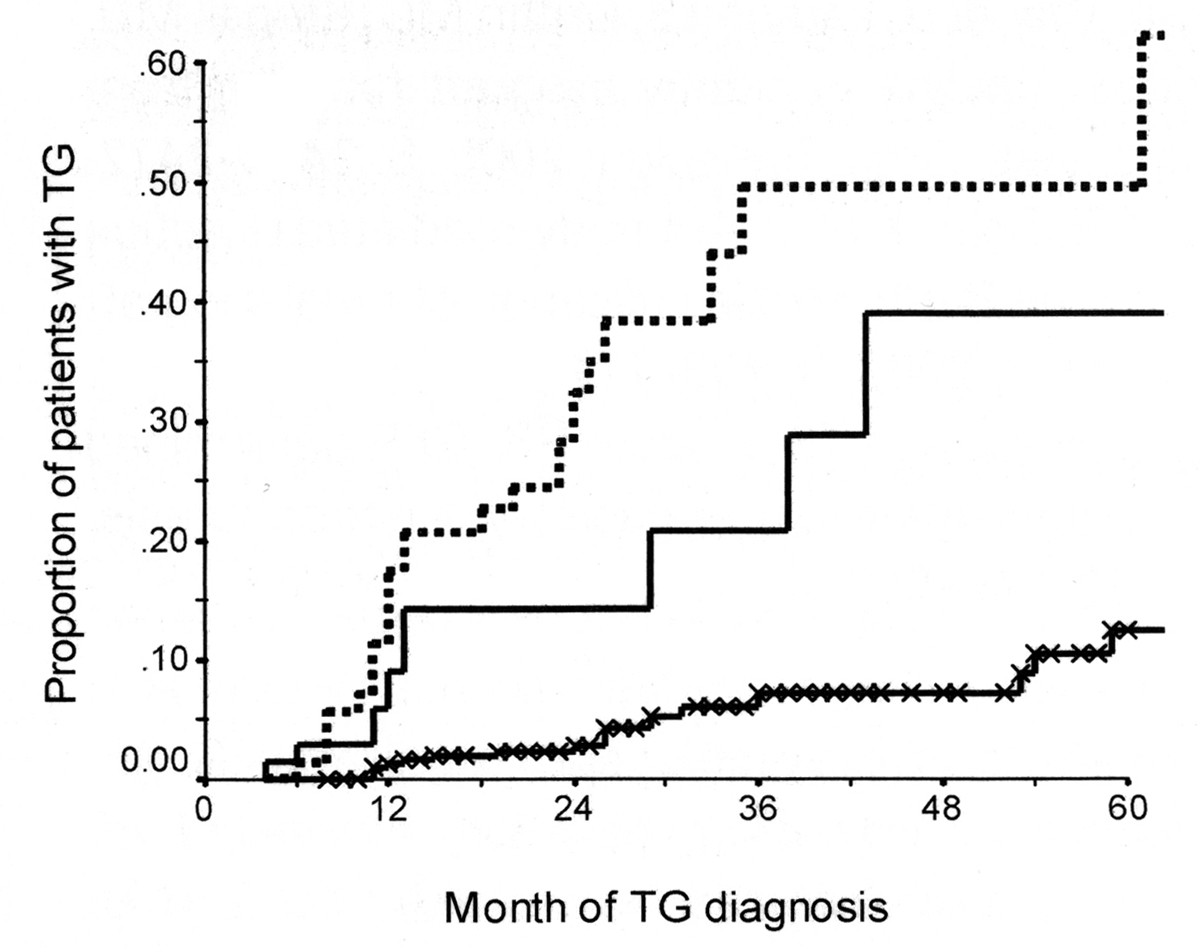 Proportion of patients with TG
.60
.50
.40
.30
.20
.10
0.00
0 12 24 36 48 60
Month of TG diagnosis